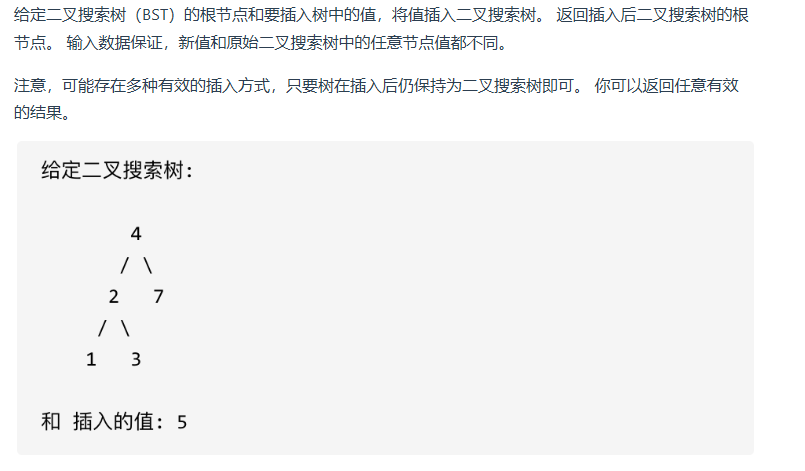 给定二叉搜索树（BST）的根节点和要插入树中的值，将值插入二叉搜索树。 返回插入后二叉搜索树的根
节点。 输入数据保证，新值和原始二叉搜索树中的任意节点值都不同。
注意，可能存在多种有效的插入方式，只要树在插入后仍保持为二叉搜索树即可。 你可以返回任意有效
的结果。
给定二叉搜索树:
4
/ \
2 7
/ \
1 3
和 插入的值: 5